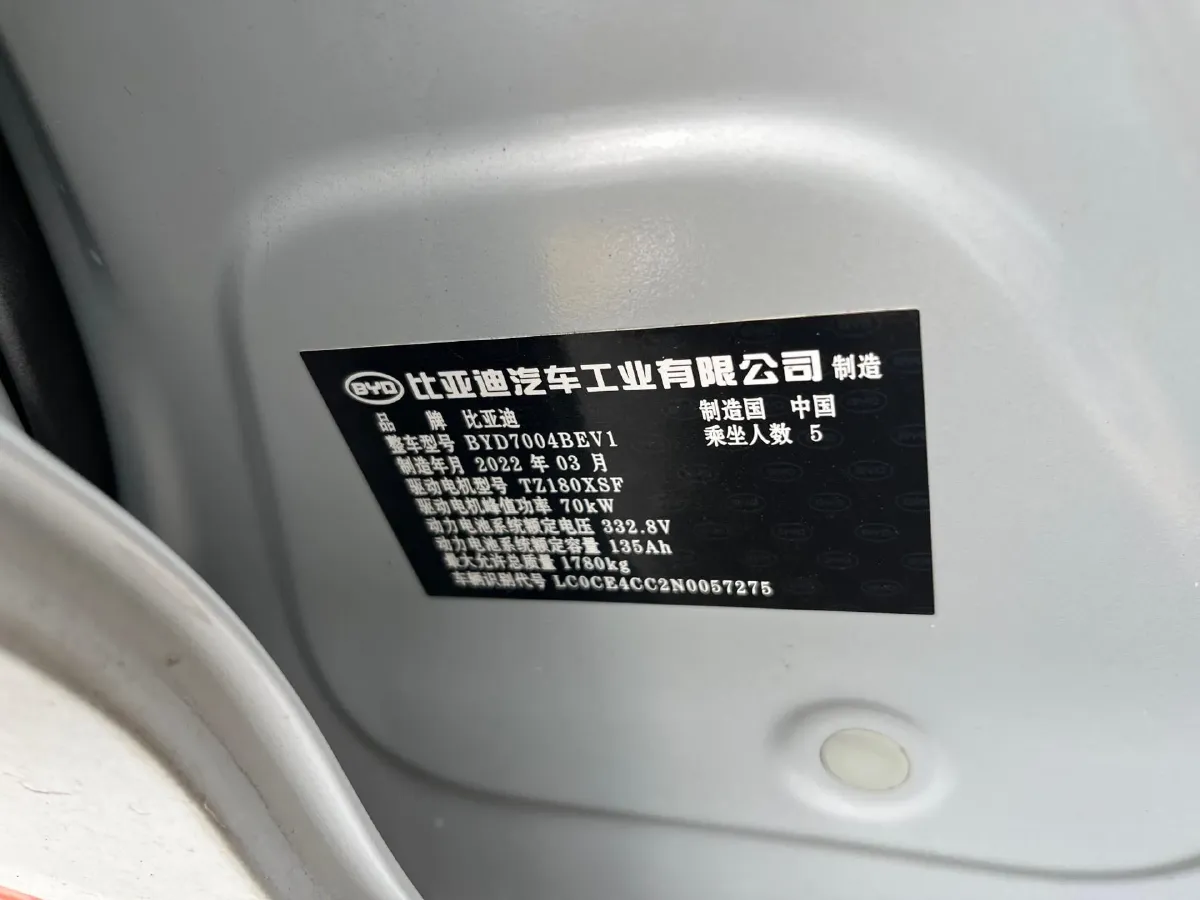 BYD 比亚迪汽车工业有限公司 制造
品 牌 比亚迪 制造国 中国
整车型号 BYD7004BEV1 乘坐人数 5
制造年月 2022 年 03 月
驱动电机型号 TZ180XSF
驱动电机峰值功率 70kW
动力电池系统额定电压 332.8V
动力电池系统额定容量 135Ah
最大允许总质量 1780kg
车辆识别代号 LC0CE4CC2N0057275